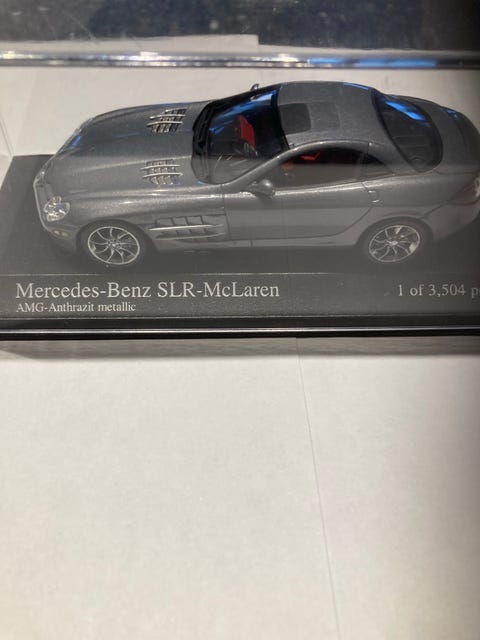 Mercedes-Benz SLR-McLaren
AMG-Anthrazit metallic
1 of 3,504